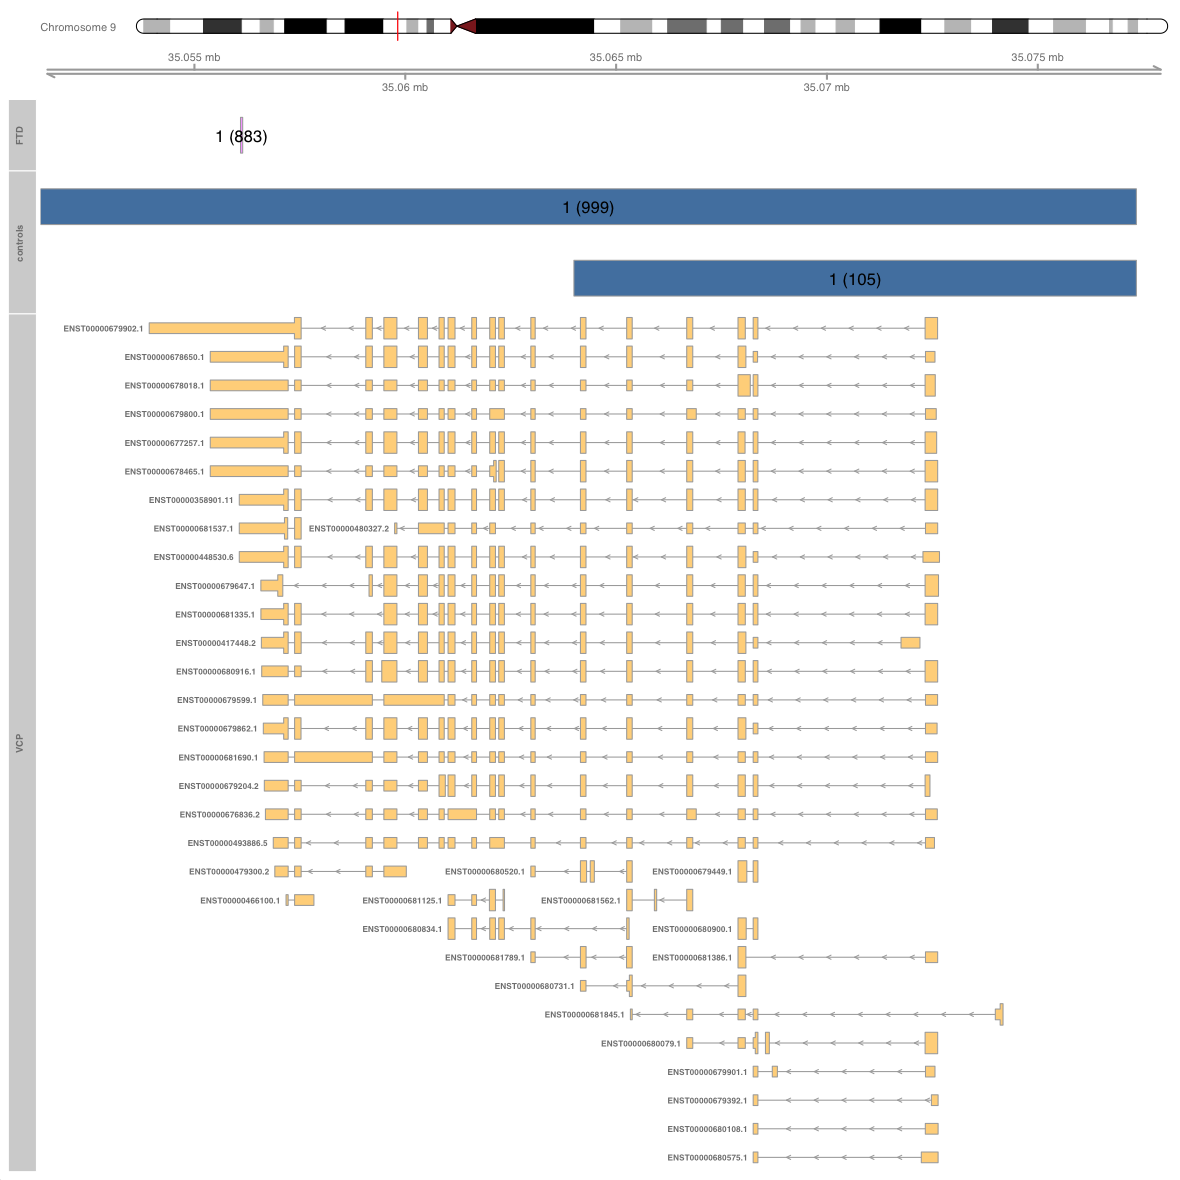 Chromosome 9
35.055 mb
35.065 mb
35.075 mb
35.06 mb
35.07 mb
FTD
1 (883)
controls
1 (999)
1 (105)
VCP
ENST00000679902.1
ENST00000678650.1
ENST00000678018.1
ENST00000679800.1
ENST00000677257.1
ENST00000678465.1
ENST00000358901.11
ENST00000681537.1 ENST00000480327.2
ENST00000448530.6
ENST00000679647.1
ENST00000681335.1
ENST00000417448.2
ENST00000680916.1
ENST00000679599.1
ENST00000679862.1
ENST00000681690.1
ENST00000679204.2
ENST00000676836.2
ENST00000493886.5
ENST00000479300.2 ENST00000680520.1 ENST00000679449.1
ENST00000466100.1 ENST00000681125.1 ENST00000681562.1
ENST00000680834.1 ENST00000680900.1
ENST00000681789.1 ENST00000681386.1
ENST00000680731.1
ENST00000681845.1
ENST00000680079.1
ENST00000679901.1
ENST00000679392.1
ENST00000680108.1
ENST00000680575.1